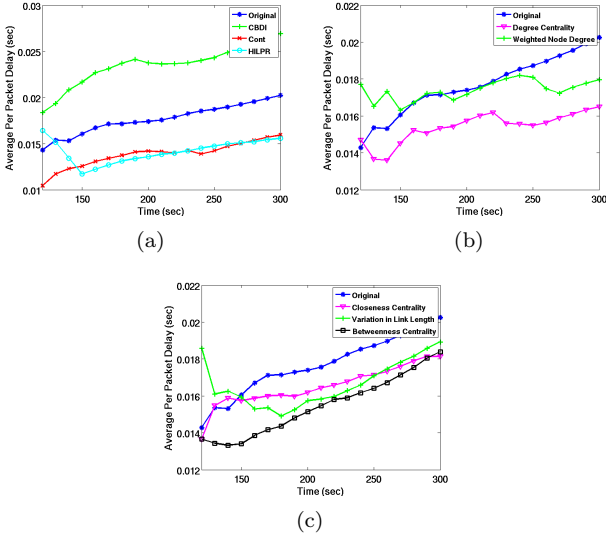 0.03
0.025
0.02
0.015
0.01
150
200
250
300
Average Per Packet Delay (sec)
Time (sec)
Original
CBDI
Cont
HILPR
(a)
0.022
0.02
0.018
0.016
0.014
0.012
150
200
250
300
Average Per Packet Delay (sec)
Time (sec)
Original
Degree Centrality
Weighted Node Degree
(b)
0.022
0.02
0.018
0.016
0.014
0.012
150
200
250
300
Average Per Packet Delay (sec)
Time (sec)
Original
Closeness Centrality
Variation in Link Length
Betweenness Centrality
(c)